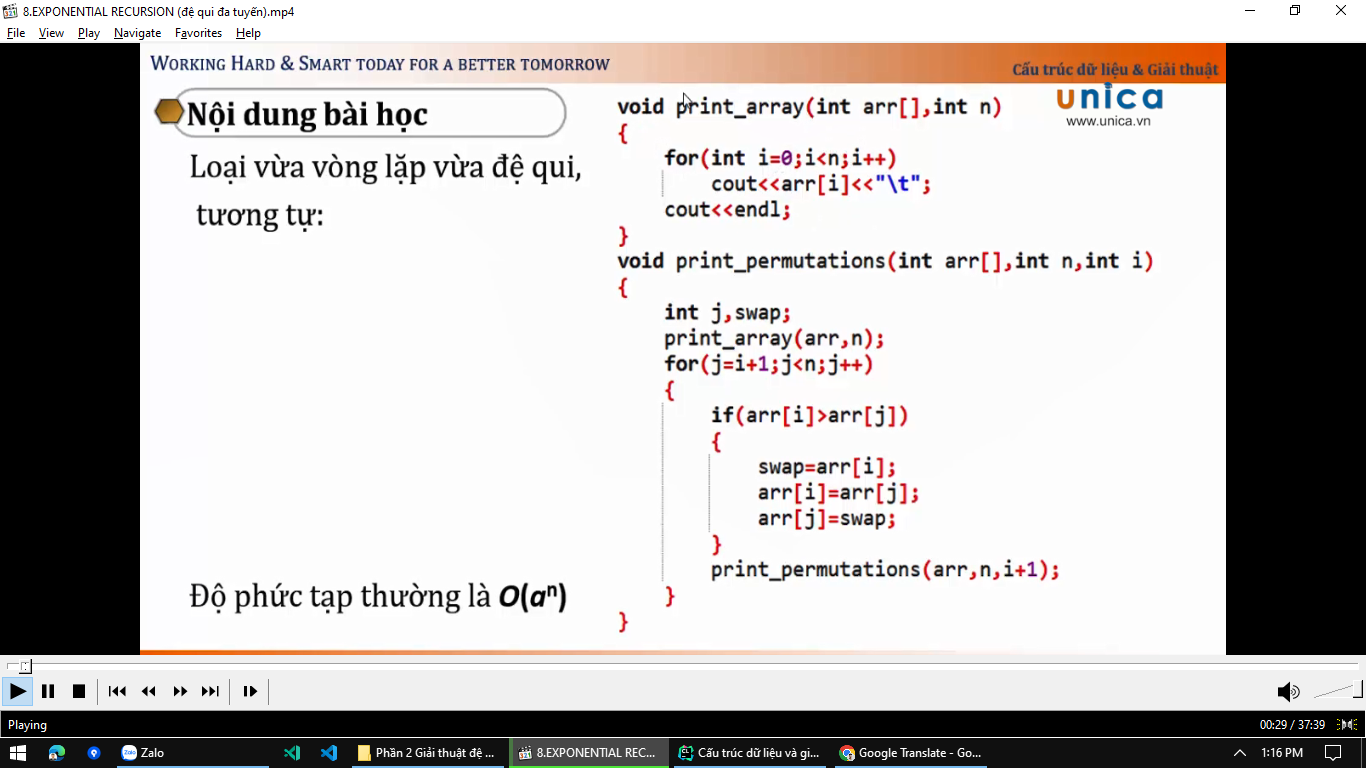 8.EXPONENTIAL RECURSION (đệ qui đa tuyến).mp4
File View Play Navigate Favorites Help
WORKING HARD & SMART TODAY FOR A BETTER TOMORROW
Cấu trúc dữ liệu & Giải thuật
unica
www.unica.vn
Nội dung bài học
Loại vừa vòng lặp vừa đệ qui,
tương tự:
Độ phức tạp thường là O(aⁿ)
void print_array(int arr[],int n)
{
for(int i=0;i<n;i++)
cout<<arr[i]<<"\t";
cout<<endl;
}
void print_permutations(int arr[],int n,int i)
{
int j,swap;
print_array(arr,n);
for(j=i+1;j<n;j++)
{
if(arr[i]>arr[j])
{
swap=arr[i];
arr[i]=arr[j];
arr[j]=swap;
}
print_permutations(arr,n,i+1);
}
}
Playing
00:29 / 37:39
Zalo
Phần 2 Giải thuật đệ ...
8.EXPONENTIAL REC...
Cấu trúc dữ liệu và gi...
Google Translate - Go...
1:16 PM